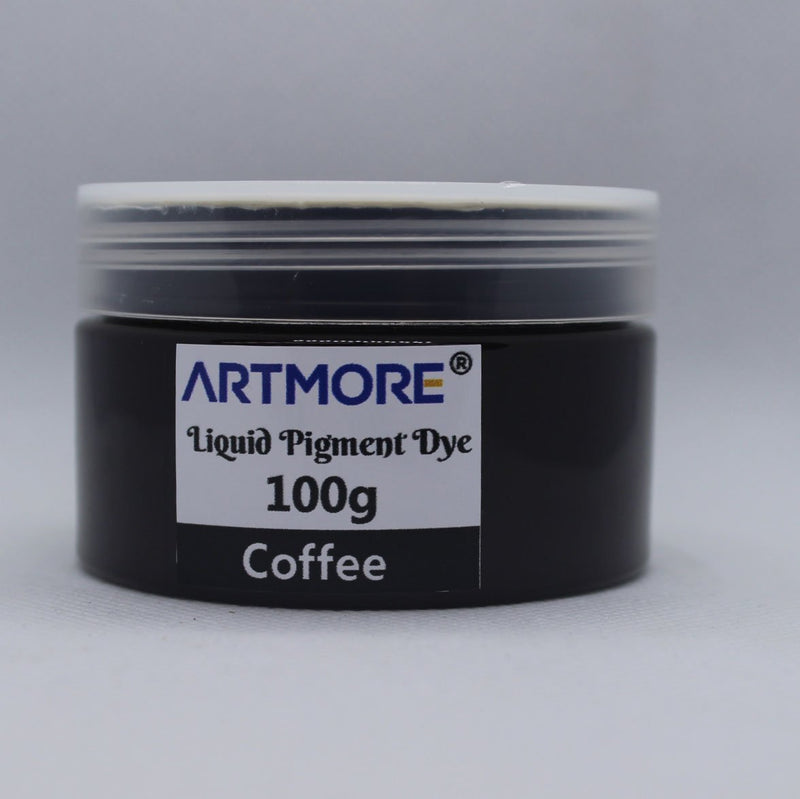 ARTMORE®
Liquid Pigment Dye
100g
Coffee